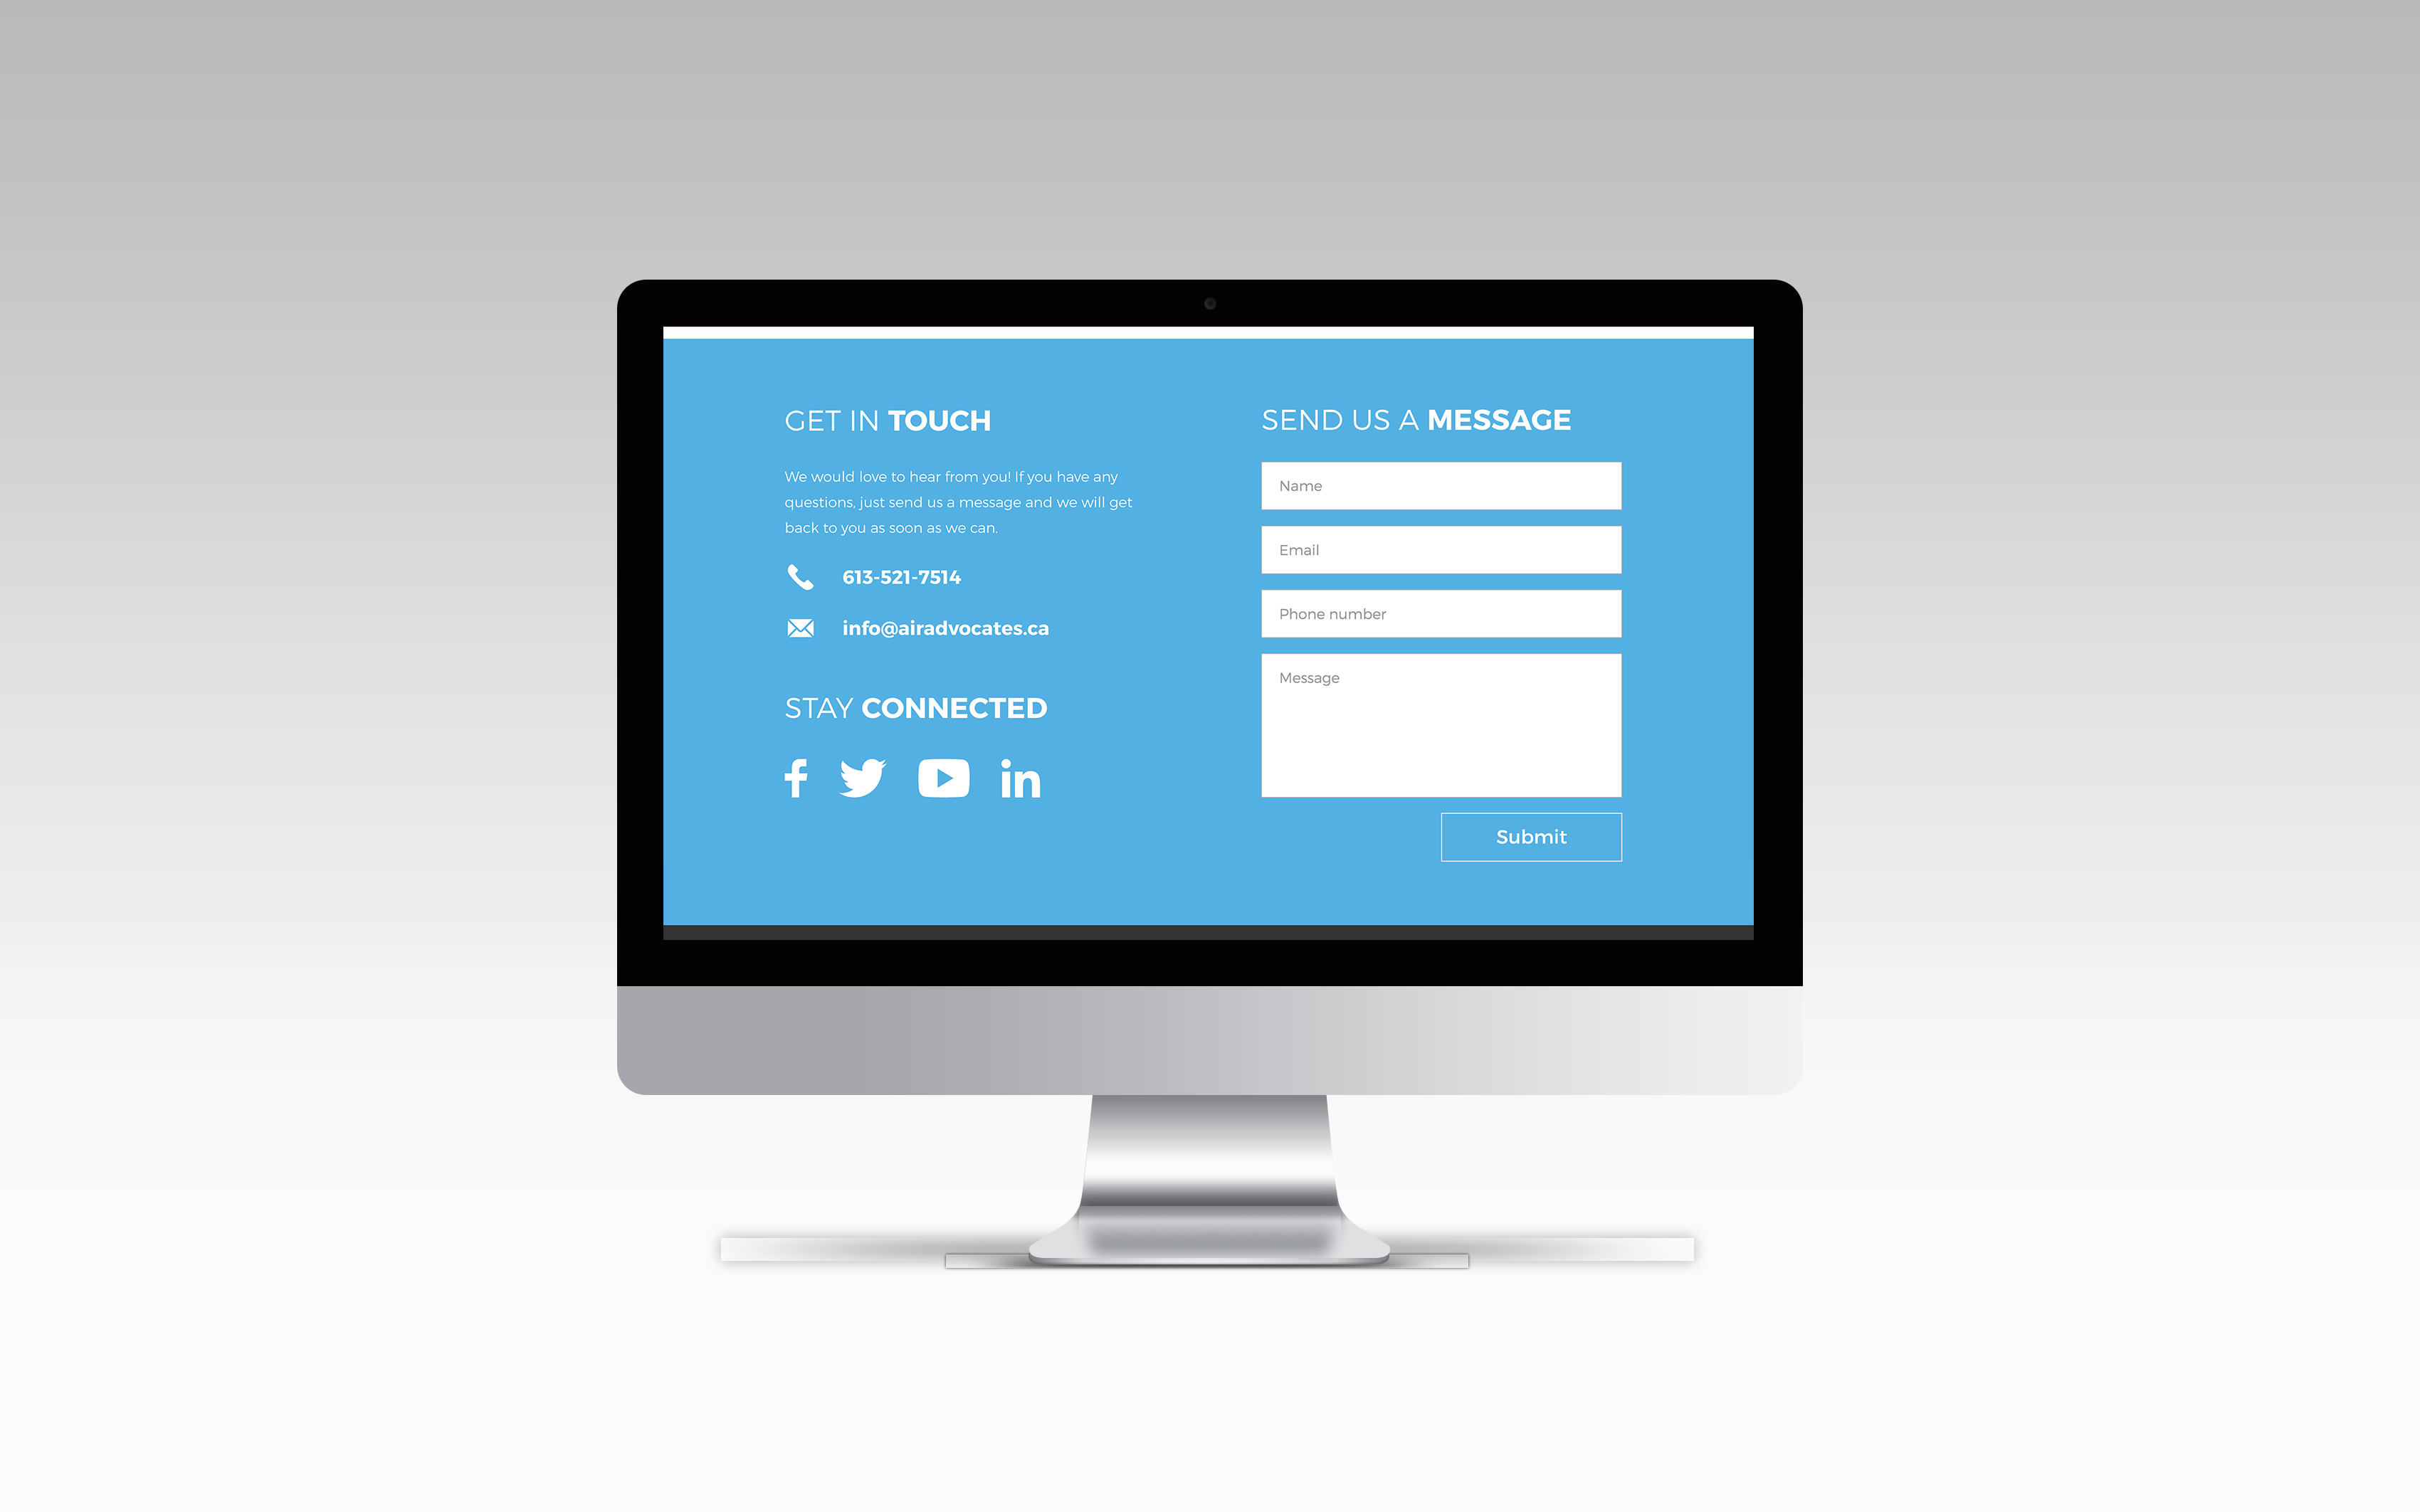 GET IN TOUCH
We would love to hear from you! If you have any
questions, just send us a message and we will get
back to you as soon as we can.
613-521-7514
info@airadvocates.ca
STAY CONNECTED
SEND US A MESSAGE
Name
Email
Phone number
Message
Submit